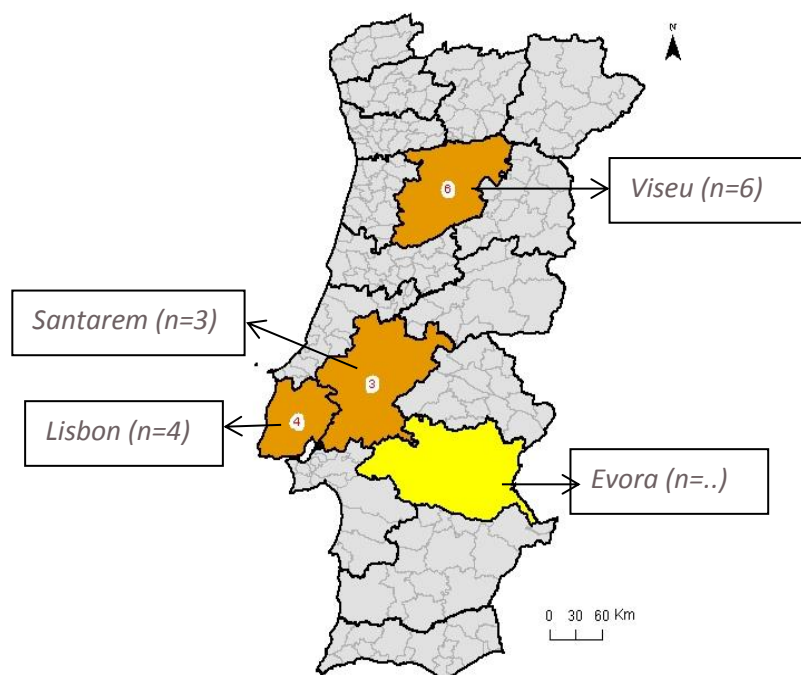 N
6
Viseu (n=6)
Santarem (n=3)
3
4
Lisbon (n=4)
Evora (n=..)
0 30 60 Km